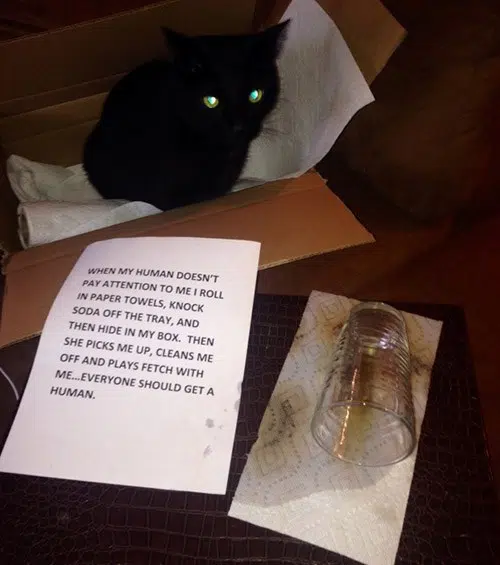 WHEN MY HUMAN DOESN'T
PAY ATTENTION TO ME I ROLL
IN PAPER TOWELS, KNOCK
SODA OFF THE TRAY, AND
THEN HIDE IN MY BOX. THEN
SHE PICKS ME UP, CLEANS ME
OFF AND PLAYS FETCH WITH
ME...EVERYONE SHOULD GET A
HUMAN.